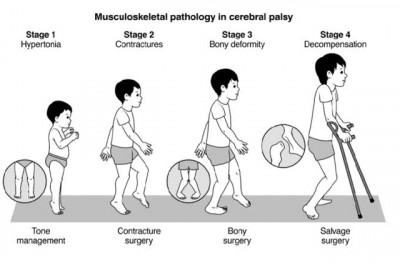 Musculoskeletal pathology in cerebral palsy
Stage 1
Hypertonia
Stage 2
Contractures
Stage 3
Bony deformity
Stage 4
Decompensation
Tone
management
Contracture
surgery
Bony
surgery
Salvage
surgery